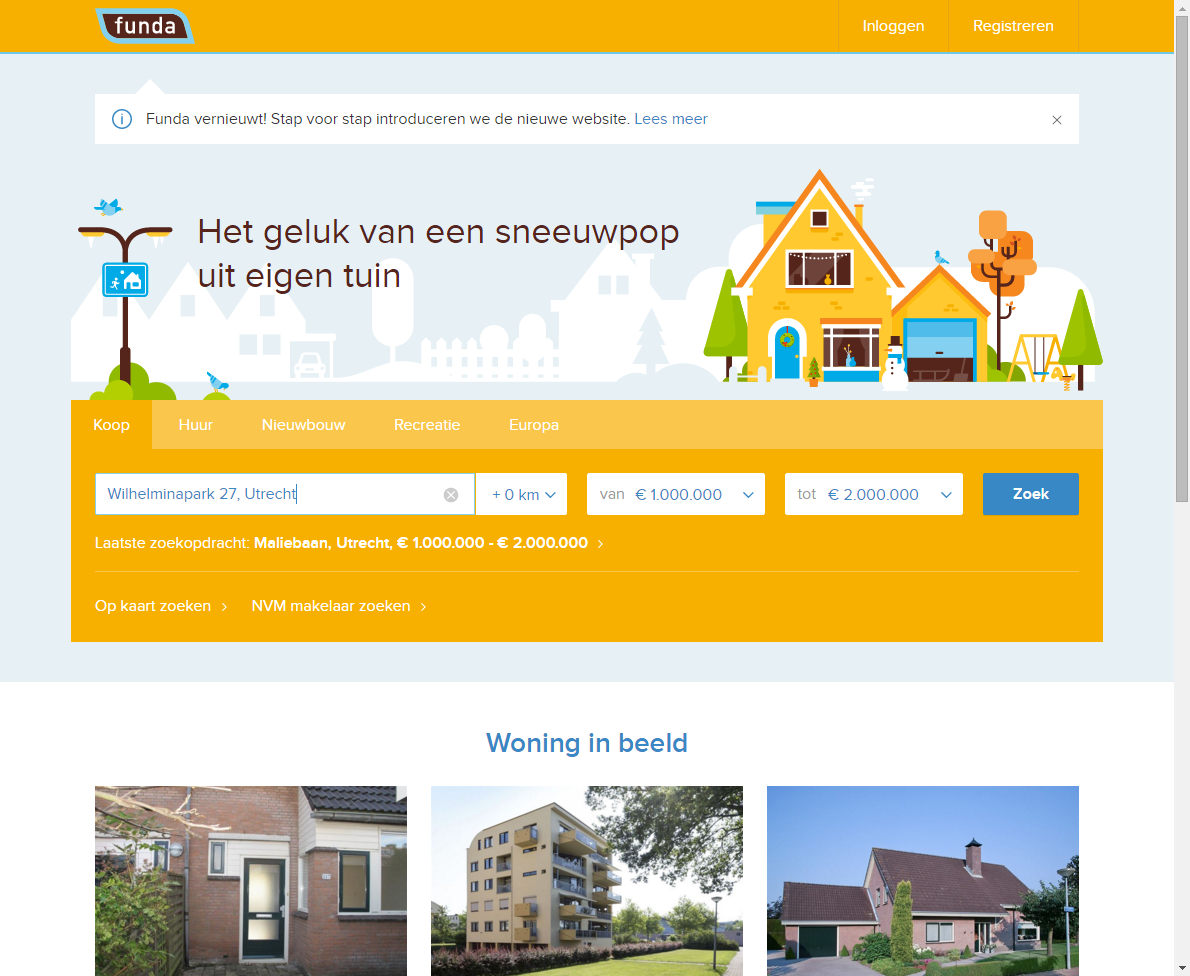 funda
Inloggen
Registreren
Funda vernieuwt! Stap voor stap introduceren we de nieuwe website. Lees meer
Het geluk van een sneeuwpop
uit eigen tuin
Koop
Huur
Nieuwbouw
Recreatie
Europa
Wilhelminapark 27, Utrecht
+ 0 km
van € 1.000.000
tot € 2.000.000
Zoek
Laatste zoekopdracht: Maliebaan, Utrecht, € 1.000.000 - € 2.000.000
Op kaart zoeken
NVM makelaar zoeken
Woning in beeld